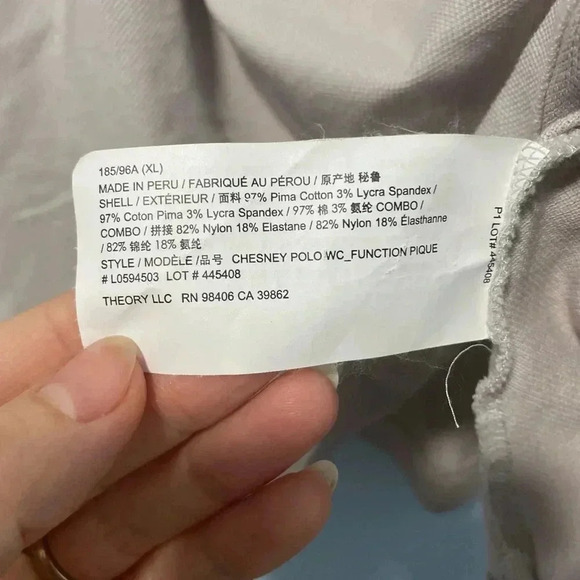 185/96A (XL)
MADE IN PERU / FABRIQUÉ AU PÉROU / 原产地 秘鲁
SHELL / EXTÉRIEUR / 面料 97% Pima Cotton 3% Lycra Spandex /
97% Coton Pima 3% Lycra Spandex / 97% 棉 3% 氨纶 COMBO /
COMBO / 拼接 82% Nylon 18% Elastane / 82% Nylon 18% Élasthanne
/ 82% 锦纶 18% 氨纶
STYLE / MODÈLE /品号 CHESNEY POLO WC_FUNCTION PIQUE
# L0594503 LOT # 445408
THEORY LLC RN 98406 CA 39862
P1 LOT# 445408